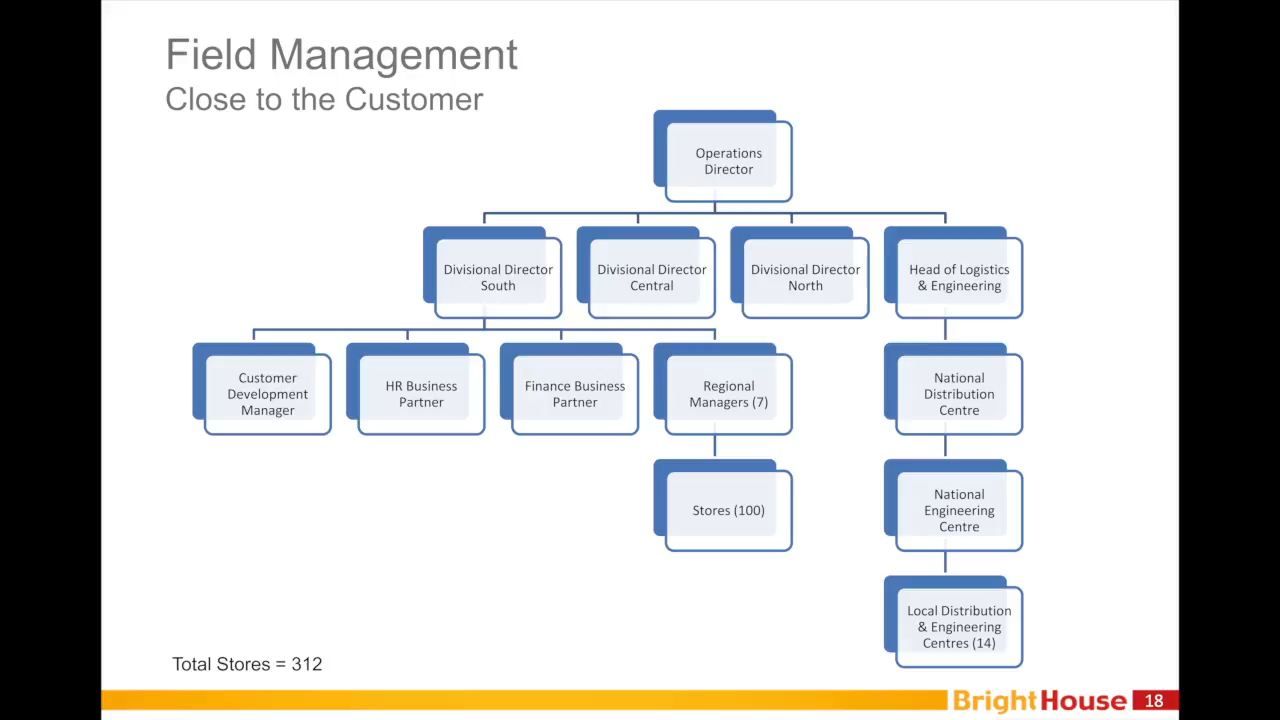 Field Management
Close to the Customer
Operations
Director
Divisional Director
South
Divisional Director
Central
Divisional Director
North
Head of Logistics
& Engineering
Customer
Development
Manager
HR Business
Partner
Finance Business
Partner
Regional
Managers (7)
National
Distribution
Centre
Stores (100)
National
Engineering
Centre
Local Distribution
& Engineering
Centres (14)
Total Stores = 312
BrightHouse
18